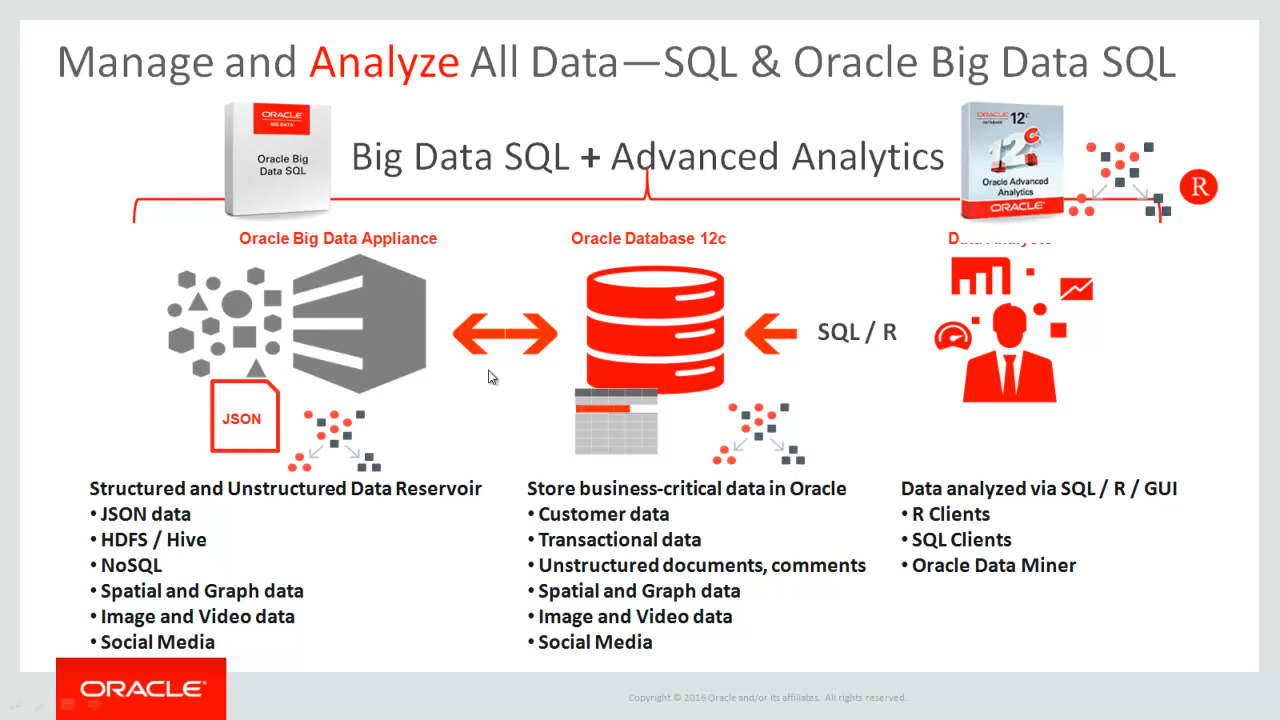 Manage and Analyze All Data—SQL & Oracle Big Data SQL
ORACLE
BIG DATA
Oracle Big
Data SQL
Big Data SQL + Advanced Analytics
ORACLE
DATABASE 12c
12c
Oracle Advanced
Analytics
ORACLE
R
Oracle Big Data Appliance
Oracle Database 12c
SQL / R
JSON
Structured and Unstructured Data Reservoir
• JSON data
• HDFS / Hive
• NoSQL
• Spatial and Graph data
• Image and Video data
• Social Media
Store business-critical data in Oracle
• Customer data
• Transactional data
• Unstructured documents, comments
• Spatial and Graph data
• Image and Video data
• Social Media
Data analyzed via SQL / R / GUI
• R Clients
• SQL Clients
• Oracle Data Miner
ORACLE®
Copyright © 2016 Oracle and/or its affiliates. All rights reserved.